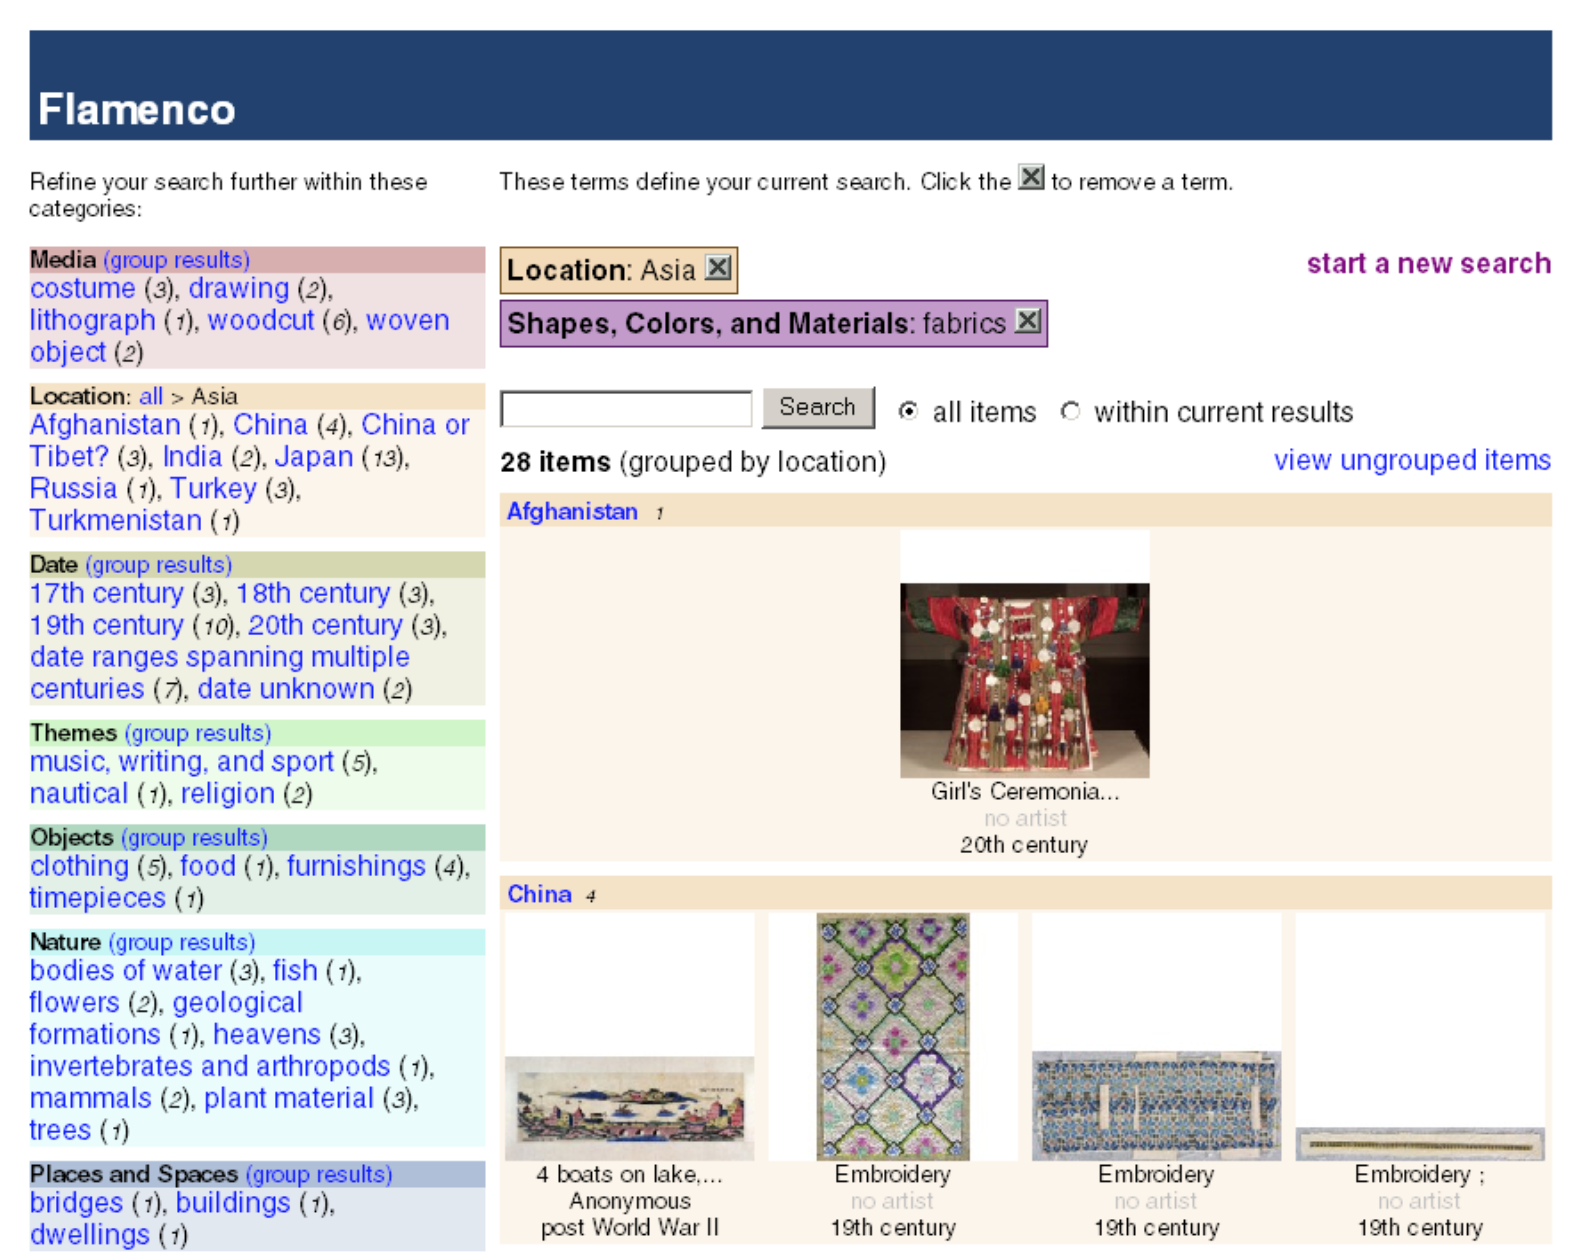 Flamenco
Refine your search further within these
categories:
Media (group results)
costume (3), drawing (2),
lithograph (1), woodcut (6), woven
object (2)
Location: all > Asia
Afghanistan (1), China (4), China or
Tibet? (3), India (2), Japan (13),
Russia (1), Turkey (3),
Turkmenistan (1)
Date (group results)
17th century (3), 18th century (3),
19th century (10), 20th century (3),
date ranges spanning multiple
centuries (7), date unknown (2)
Themes (group results)
music, writing, and sport (5),
nautical (1), religion (2)
Objects (group results)
clothing (5), food (1), furnishings (4),
timepieces (1)
Nature (group results)
bodies of water (3), fish (1),
flowers (2), geological
formations (1), heavens (3),
invertebrates and arthropods (1),
mammals (2), plant material (3),
trees (1)
Places and Spaces (group results)
bridges (1), buildings (1),
dwellings (1)
These terms define your current search. Click the to remove a term.
Location: Asia
start a new search
Shapes, Colors, and Materials: fabrics
Search all items within current results
28 items (grouped by location)
view ungrouped items
Afghanistan 1
Girl's Ceremonia...
no artist
20th century
China 4
4 boats on lake,...
Anonymous
post World War II
Embroidery
no artist
19th century
Embroidery
no artist
19th century
Embroidery ;
no artist
19th century